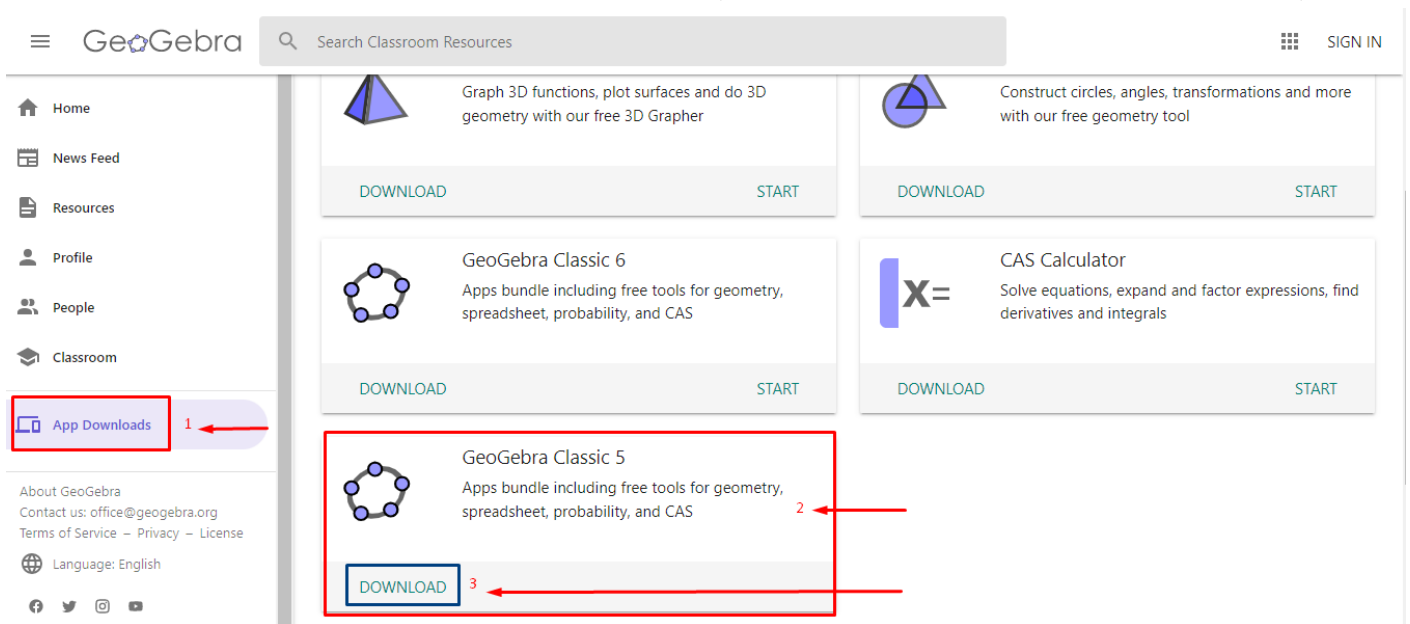 GeoGebra
Search Classroom Resources
SIGN IN
Home
News Feed
Resources
Profile
People
Classroom
App Downloads
1
About GeoGebra
Contact us: office@geogebra.org
Terms of Service – Privacy – License
Language: English
Graph 3D functions, plot surfaces and do 3D
geometry with our free 3D Grapher
DOWNLOAD
START
Construct circles, angles, transformations and more
with our free geometry tool
DOWNLOAD
START
GeoGebra Classic 6
Apps bundle including free tools for geometry,
spreadsheet, probability, and CAS
DOWNLOAD
START
X=
CAS Calculator
Solve equations, expand and factor expressions, find
derivatives and integrals
DOWNLOAD
START
GeoGebra Classic 5
Apps bundle including free tools for geometry,
spreadsheet, probability, and CAS
2
DOWNLOAD
3